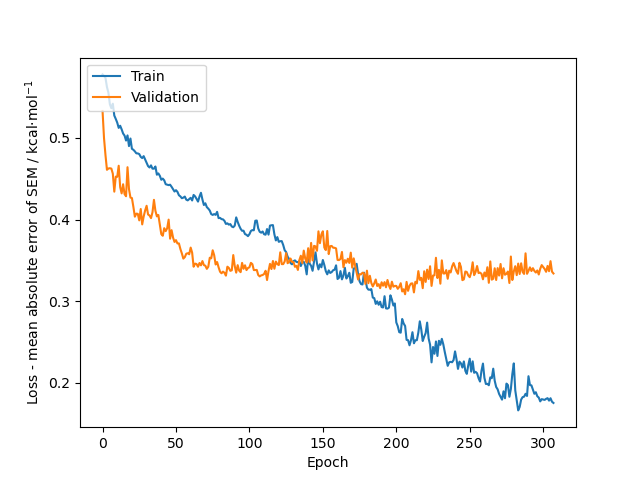 Train
Validation
Loss - mean absolute error of SEM / kcal·mol⁻¹
0.5
0.4
0.3
0.2
0 50 100 150 200 250 300
Epoch